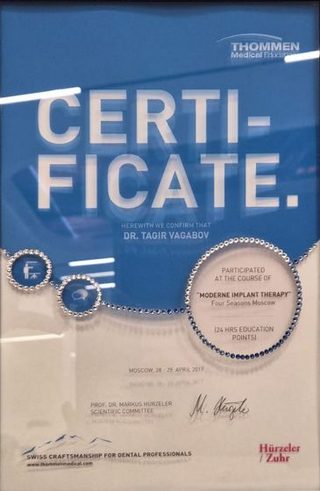 THOMMEN
Medical
CERTI-
FICATE.
HEREWITH WE CONFIRM THAT
DR. TAGIR VAGABOV
PARTICIPATED
AT THE COURSE OF
"MODERNE IMPLANT THERAPY"
Four Seasons Moscow
(24 HRS EDUCATION
POINTS)
MOSCOW, 28 - 29. APRIL 2017
PROF. DR. MARKUS HÜRZELER
SCIENTIFIC COMMITTEE
SWISS CRAFTSMANSHIP FOR DENTAL PROFESSIONALS
www.thommenmedical.com
Hürzeler
/ Zuhr